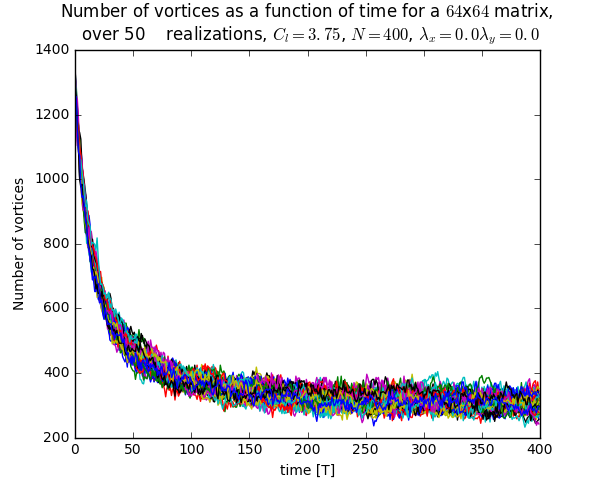 Number of vortices as a function of time for a 64x64 matrix,
over 50 realizations, C_l = 3.75, N = 400, λ_x = 0.0λ_y = 0.0
1400
1200
1000
800
600
400
200
Number of vortices
0 50 100 150 200 250 300 350 400
time [T]